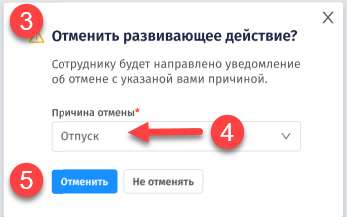 3
Отменить развивающее действие?
Сотруднику будет направлено уведомление
об отмене с указаной вами причиной.
Причина отмены*
Отпуск
4
5
Отменить
Не отменять